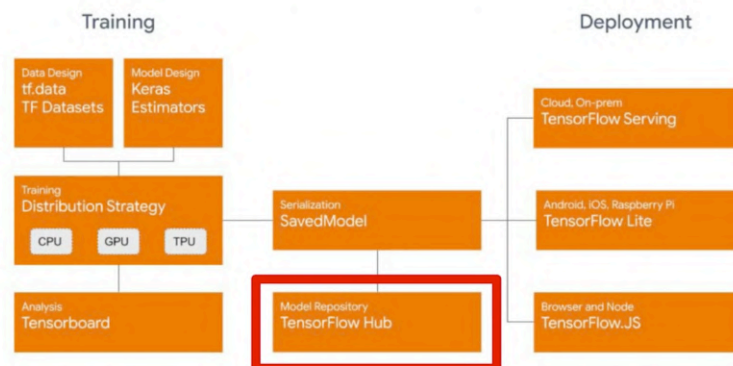 Training
Deployment
Data Design
tf.data
TF Datasets
Model Design
Keras
Estimators
Training
Distribution Strategy
CPU
GPU
TPU
Analysis
Tensorboard
Serialization
SavedModel
Model Repository
TensorFlow Hub
Cloud, On-prem
TensorFlow Serving
Android, iOS, Raspberry Pi
TensorFlow Lite
Browser and Node
TensorFlow.JS